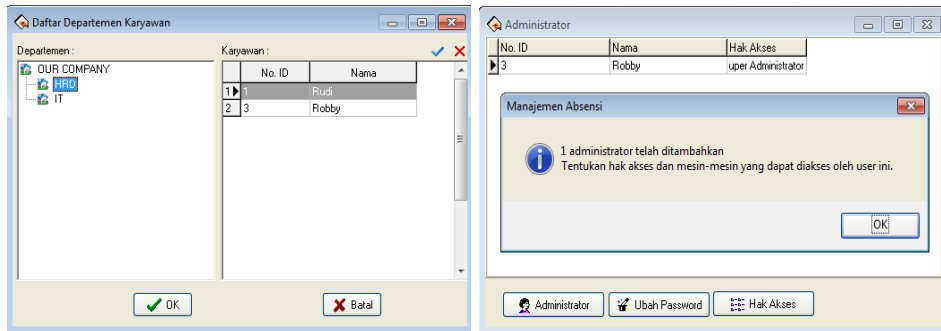 Daftar Departemen Karyawan
Departemen :
OUR COMPANY
HRD
IT
Karyawan :
No. ID Nama
1 1 Rudi
2 3 Robby
OK
Batal
Administrator
No. ID Nama Hak Akses
3 Robby uper Administrator
Manajemen Absensi
1 administrator telah ditambahkan
Tentukan hak akses dan mesin-mesin yang dapat diakses oleh user ini.
OK
Administrator Ubah Password Hak Akses